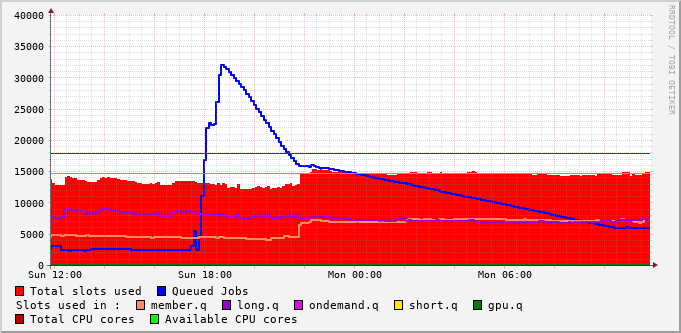 40000
35000
30000
25000
20000
15000
10000
5000
0
Sun 12:00 Sun 18:00 Mon 00:00 Mon 06:00
Total slots used Queued Jobs
Slots used in : member.q long.q ondemand.q short.q gpu.q
Total CPU cores Available CPU cores
RRDTOOL / TOBI OETIKER